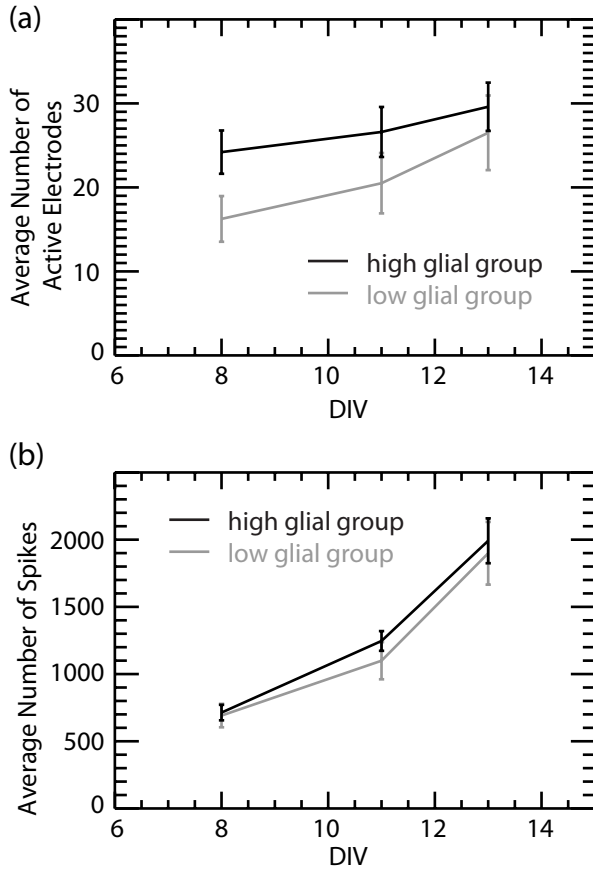 (a)
Average Number of
Active Electrodes
30
20
10
0
high glial group
low glial group
6 8 10 12 14
DIV
(b)
Average Number of Spikes
2000
1500
1000
500
0
high glial group
low glial group
6 8 10 12 14
DIV